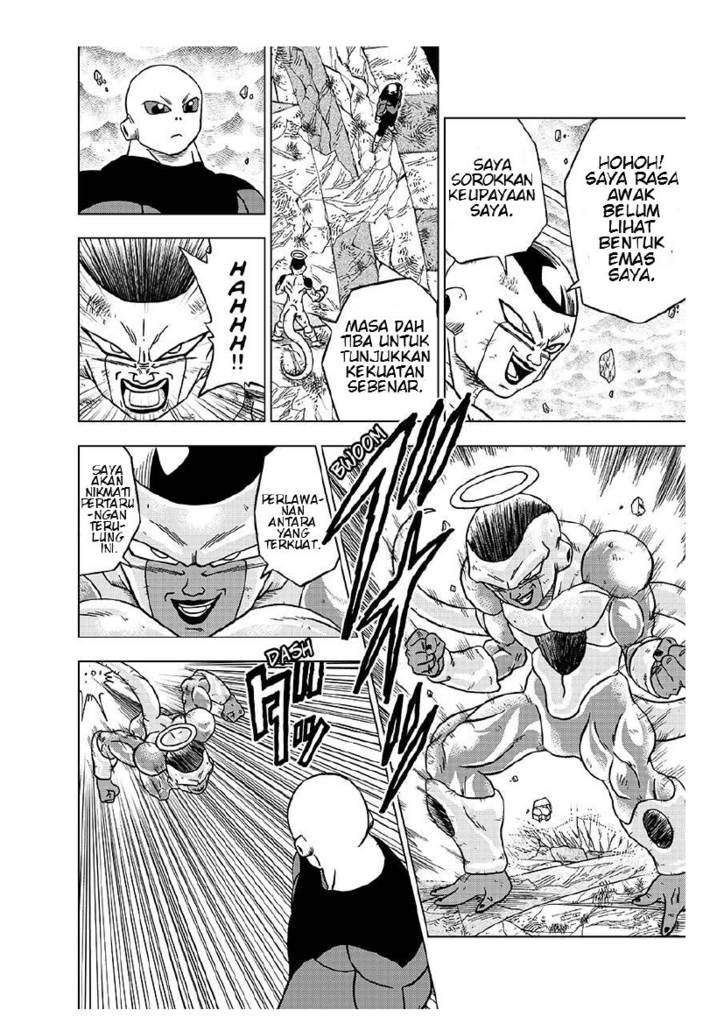 HOHOH!
SAYA RASA
AWAK
BELUM
LIHAT
BENTUK
EMAS
SAYA.
SAYA
SOROKKAN
KEUPAYAAN
SAYA.
MASA DAH
TIBA UNTUK
TUNJUKKAN
KEKUATAN
SEBENAR.
HAHHH!!
BWOOM
PERLAWA-
NAN
ANTARA
YANG
TERKUAT.
SAYA
AKAN
NIKMATI
PERTARU
-NGAN
TERU-
LUNG
INI.
DASH